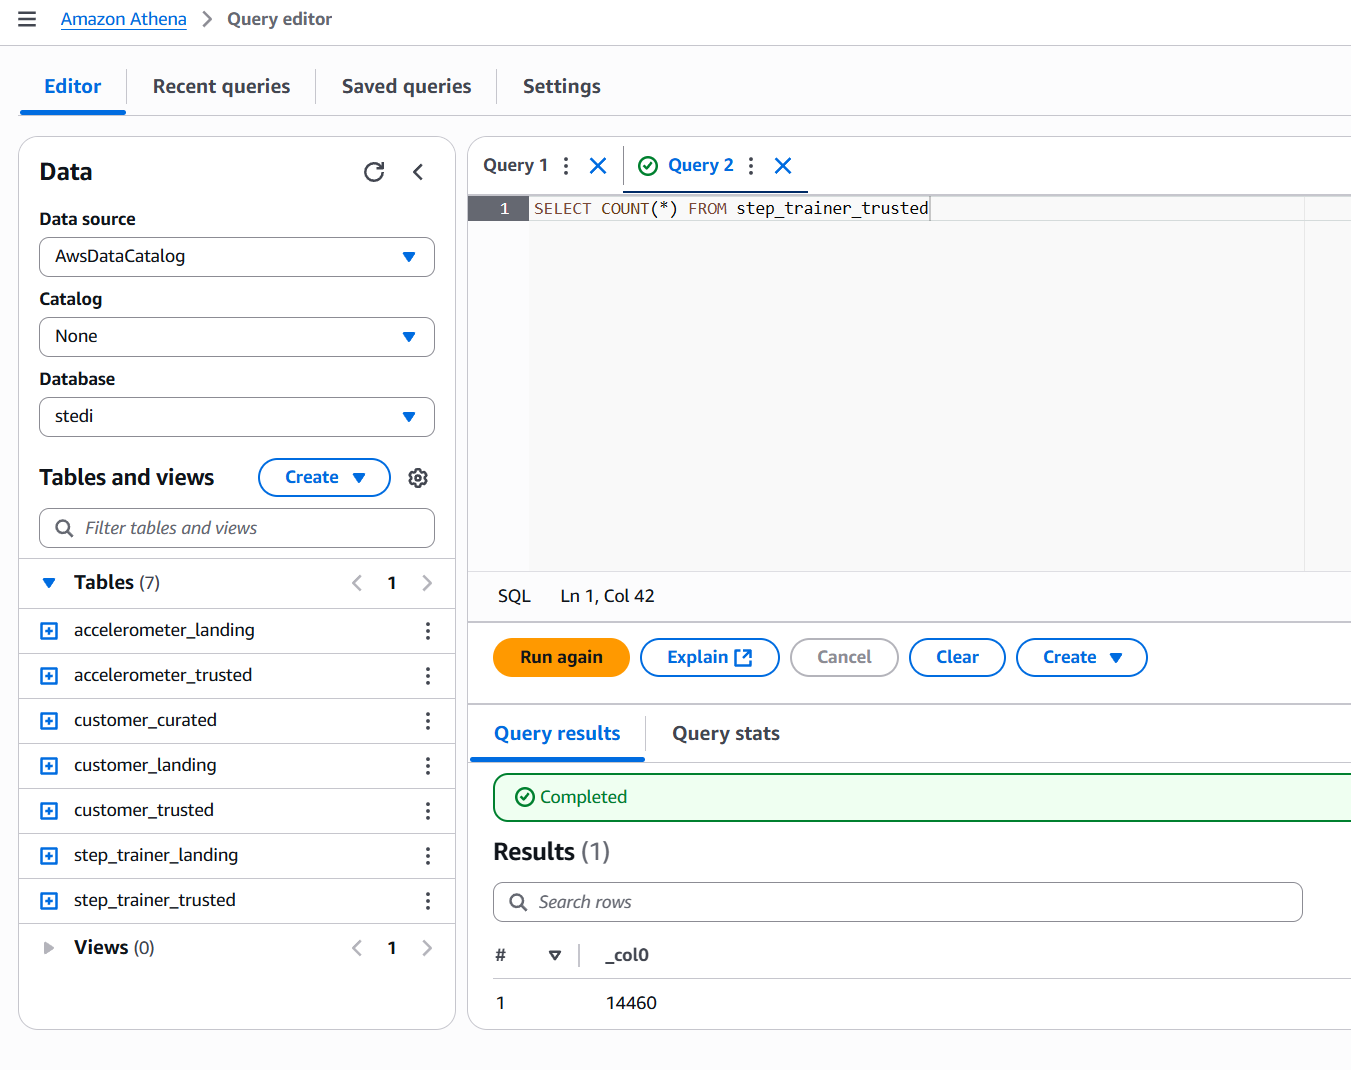 Amazon Athena > Query editor
Editor Recent queries Saved queries Settings
Data
Data source
AwsDataCatalog
Catalog
None
Database
stedi
Tables and views Create
Filter tables and views
Tables (7) < 1 >
accelerometer_landing
accelerometer_trusted
customer_curated
customer_landing
customer_trusted
step_trainer_landing
step_trainer_trusted
Views (0) < 1 >
Query 1 Query 2
1 SELECT COUNT(*) FROM step_trainer_trusted
SQL Ln 1, Col 42
Run again Explain Cancel Clear Create
Query results Query stats
Completed
Results (1)
Search rows
# _col0
1 14460